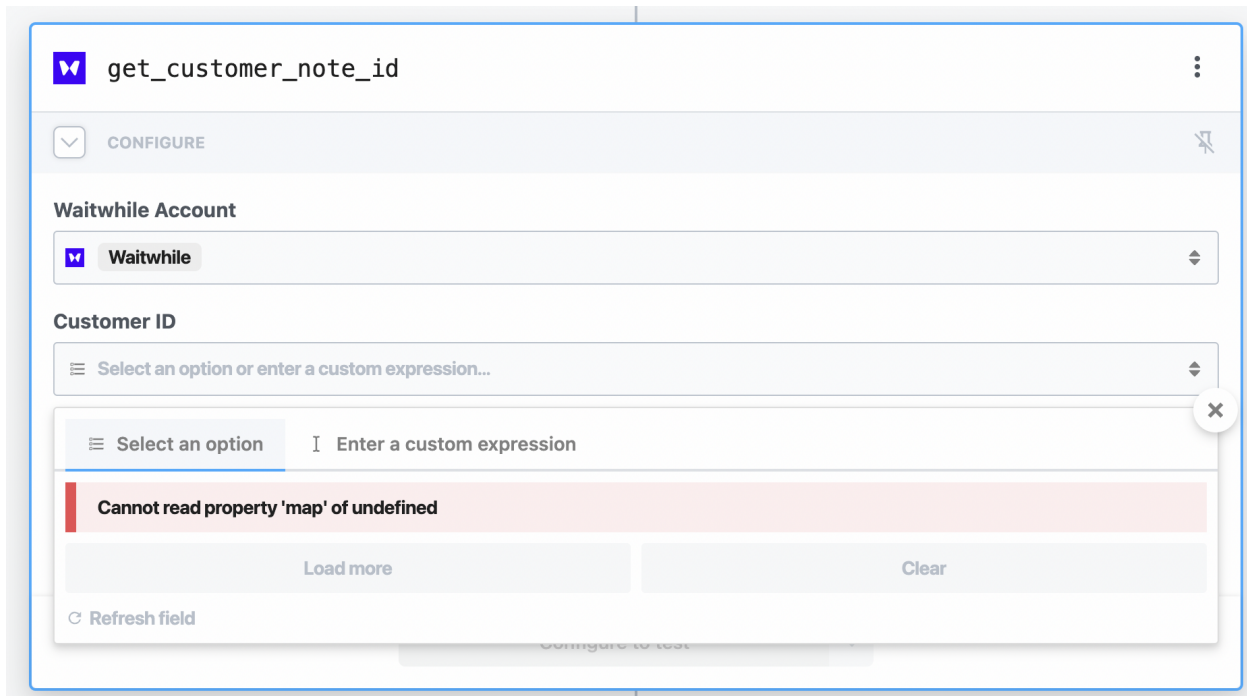 get_customer_note_id
CONFIGURE
Waitwhile Account
Waitwhile
Customer ID
Select an option or enter a custom expression...
Select an option
Enter a custom expression
Cannot read property 'map' of undefined
Load more
Clear
Refresh field
Configure to test